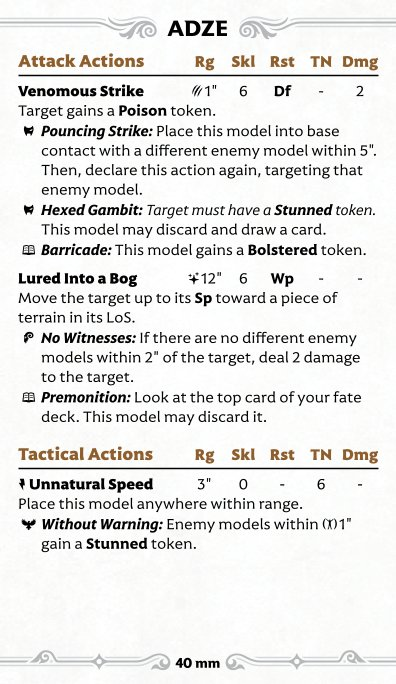 ADZE
Attack Actions Rg Skl Rst TN Dmg
Venomous Strike 1" 6 Df - 2
Target gains a Poison token.
Pouncing Strike: Place this model into base
contact with a different enemy model within 5".
Then, declare this action again, targeting that
enemy model.
Hexed Gambit: Target must have a Stunned token.
This model may discard and draw a card.
Barricade: This model gains a Bolstered token.
Lured Into a Bog 12" 6 Wp - -
Move the target up to its Sp toward a piece of
terrain in its LoS.
No Witnesses: If there are no different enemy
models within 2" of the target, deal 2 damage
to the target.
Premonition: Look at the top card of your fate
deck. This model may discard it.
Tactical Actions Rg Skl Rst TN Dmg
Unnatural Speed 3" 0 - 6 -
Place this model anywhere within range.
Without Warning: Enemy models within 1"
gain a Stunned token.
40 mm